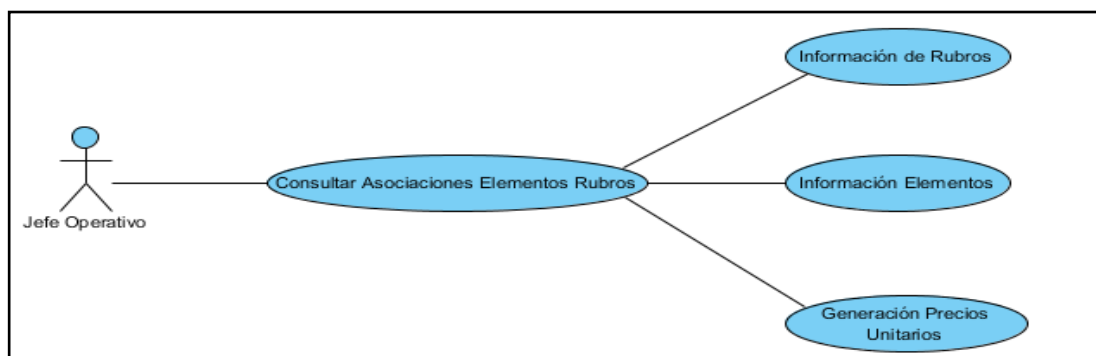 Información de Rubros
Consultar Asociaciones Elementos Rubros
Información Elementos
Jefe Operativo
Generación Precios
Unitarios